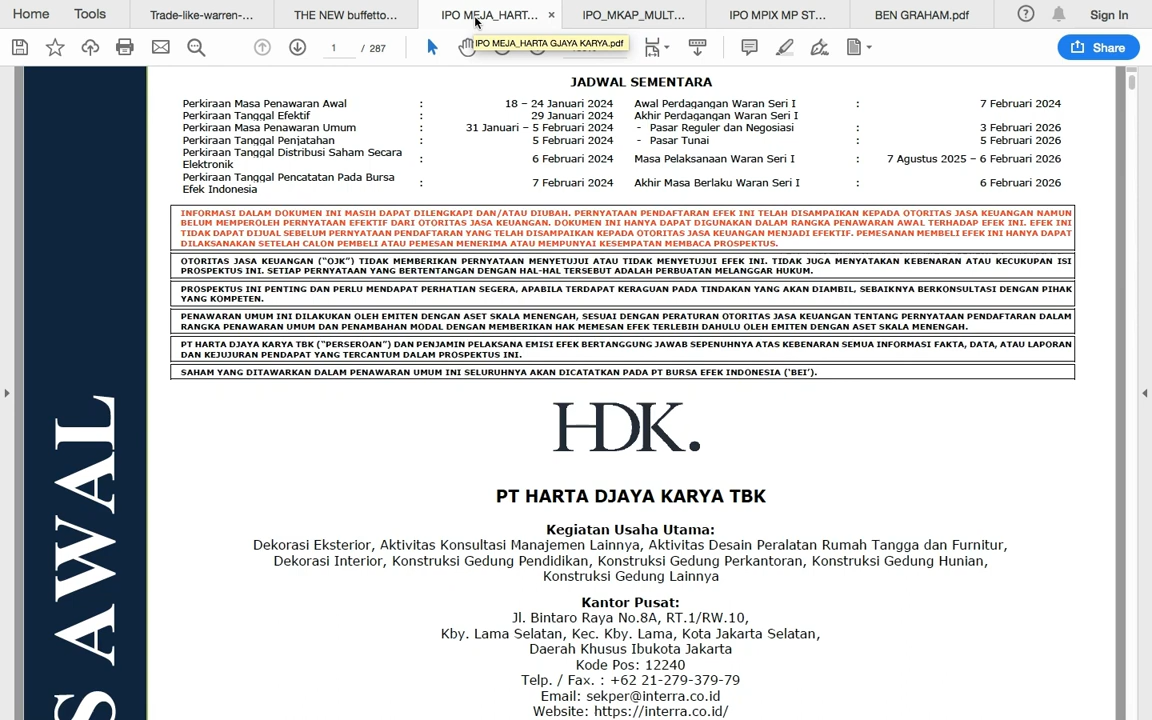 Home
Tools
Trade-like-warren-...
THE NEW buffetto...
IPO MEJA_HART...
IPO_MKAP_MULT...
IPO MPIX MP ST...
BEN GRAHAM.pdf
Sign In
1 / 287
IPO MEJA_HARTA GJAYA KARYA.pdf
Share
JADWAL SEMENTARA
Perkiraan Masa Penawaran Awal : 18 – 24 Januari 2024 Awal Perdagangan Waran Seri I : 7 Februari 2024
Perkiraan Tanggal Efektif : 29 Januari 2024 Akhir Perdagangan Waran Seri I
Perkiraan Masa Penawaran Umum : 31 Januari – 5 Februari 2024 - Pasar Reguler dan Negosiasi : 3 Februari 2026
Perkiraan Tanggal Penjatahan : 5 Februari 2024 - Pasar Tunai : 5 Februari 2026
Perkiraan Tanggal Distribusi Saham Secara
Elektronik : 6 Februari 2024 Masa Pelaksanaan Waran Seri I : 7 Agustus 2025 – 6 Februari 2026
Perkiraan Tanggal Pencatatan Pada Bursa
Efek Indonesia : 7 Februari 2024 Akhir Masa Berlaku Waran Seri I : 6 Februari 2026
INFORMASI DALAM DOKUMEN INI MASIH DAPAT DILENGKAPI DAN/ATAU DIUBAH. PERNYATAAN PENDAFTARAN EFEK INI TELAH DISAMPAIKAN KEPADA OTORITAS JASA KEUANGAN NAMUN
BELUM MEMPEROLEH PERNYATAAN EFEKTIF DARI OTORITAS JASA KEUANGAN. DOKUMEN INI HANYA DAPAT DIGUNAKAN DALAM RANGKA PENAWARAN AWAL TERHADAP EFEK INI. EFEK INI
TIDAK DAPAT DIJUAL SEBELUM PERNYATAAN PENDAFTARAN YANG TELAH DISAMPAIKAN KEPADA OTORITAS JASA KEUANGAN MENJADI EFEKTIF. PEMESANAN MEMBELI EFEK INI HANYA DAPAT
DILAKSANAKAN SETELAH CALON PEMBELI ATAU PEMESAN MENERIMA ATAU MEMPUNYAI KESEMPATAN MEMBACA PROSPEKTUS.
OTORITAS JASA KEUANGAN ("OJK") TIDAK MEMBERIKAN PERNYATAAN MENYETUJUI ATAU TIDAK MENYETUJUI EFEK INI. TIDAK JUGA MENYATAKAN KEBENARAN ATAU KECUKUPAN ISI
PROSPEKTUS INI. SETIAP PERNYATAAN YANG BERTENTANGAN DENGAN HAL-HAL TERSEBUT ADALAH PERBUATAN MELANGGAR HUKUM.
PROSPEKTUS INI PENTING DAN PERLU MENDAPAT PERHATIAN SEGERA, APABILA TERDAPAT KERAGUAN PADA TINDAKAN YANG AKAN DIAMBIL, SEBAIKNYA BERKONSULTASI DENGAN PIHAK
YANG KOMPETEN.
PENAWARAN UMUM INI DILAKUKAN OLEH EMITEN DENGAN ASET SKALA MENENGAH, SESUAI DENGAN PERATURAN OTORITAS JASA KEUANGAN TENTANG PERNYATAAN PENDAFTARAN DALAM
RANGKA PENAWARAN UMUM DAN PENAMBAHAN MODAL DENGAN MEMBERIKAN HAK MEMESAN EFEK TERLEBIH DAHULU OLEH EMITEN DENGAN ASET SKALA MENENGAH.
PT HARTA DJAYA KARYA TBK ("PERSEROAN") DAN PENJAMIN PELAKSANA EMISI EFEK BERTANGGUNG JAWAB SEPENUHNYA ATAS KEBENARAN SEMUA INFORMASI FAKTA, DATA, ATAU LAPORAN
DAN KEJUJURAN PENDAPAT YANG TERCANTUM DALAM PROSPEKTUS INI.
SAHAM YANG DITAWARKAN DALAM PENAWARAN UMUM INI SELURUHNYA AKAN DICATATKAN PADA PT BURSA EFEK INDONESIA ('BEI').
HDK.
PT HARTA DJAYA KARYA TBK
Kegiatan Usaha Utama:
Dekorasi Eksterior, Aktivitas Konsultasi Manajemen Lainnya, Aktivitas Desain Peralatan Rumah Tangga dan Furnitur,
Dekorasi Interior, Konstruksi Gedung Pendidikan, Konstruksi Gedung Perkantoran, Konstruksi Gedung Hunian,
Konstruksi Gedung Lainnya
Kantor Pusat:
Jl. Bintaro Raya No.8A, RT.1/RW.10,
Kby. Lama Selatan, Kec. Kby. Lama, Kota Jakarta Selatan,
Daerah Khusus Ibukota Jakarta
Kode Pos: 12240
Telp. / Fax. : +62 21-279-379-79
Email: sekper@interra.co.id
Website: https://interra.co.id/
S AWAL